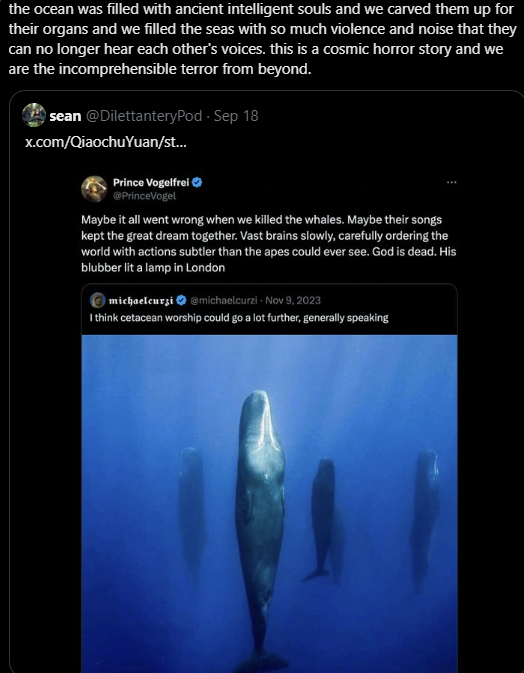 the ocean was filled with ancient intelligent souls and we carved them up for
their organs and we filled the seas with so much violence and noise that they
can no longer hear each other's voices. this is a cosmic horror story and we
are the incomprehensible terror from beyond.
sean @DilettanteryPod · Sep 18
x.com/QiaochuYuan/st...
Prince Vogelfrei
@PrinceVogel
Maybe it all went wrong when we killed the whales. Maybe their songs
kept the great dream together. Vast brains slowly, carefully ordering the
world with actions subtler than the apes could ever see. God is dead. His
blubber lit a lamp in London
𝖒𝖎𝖈𝖍𝖆𝖊𝖑𝖈𝖚𝖗𝖟𝖎 @michaelcurzi · Nov 9, 2023
I think cetacean worship could go a lot further, generally speaking